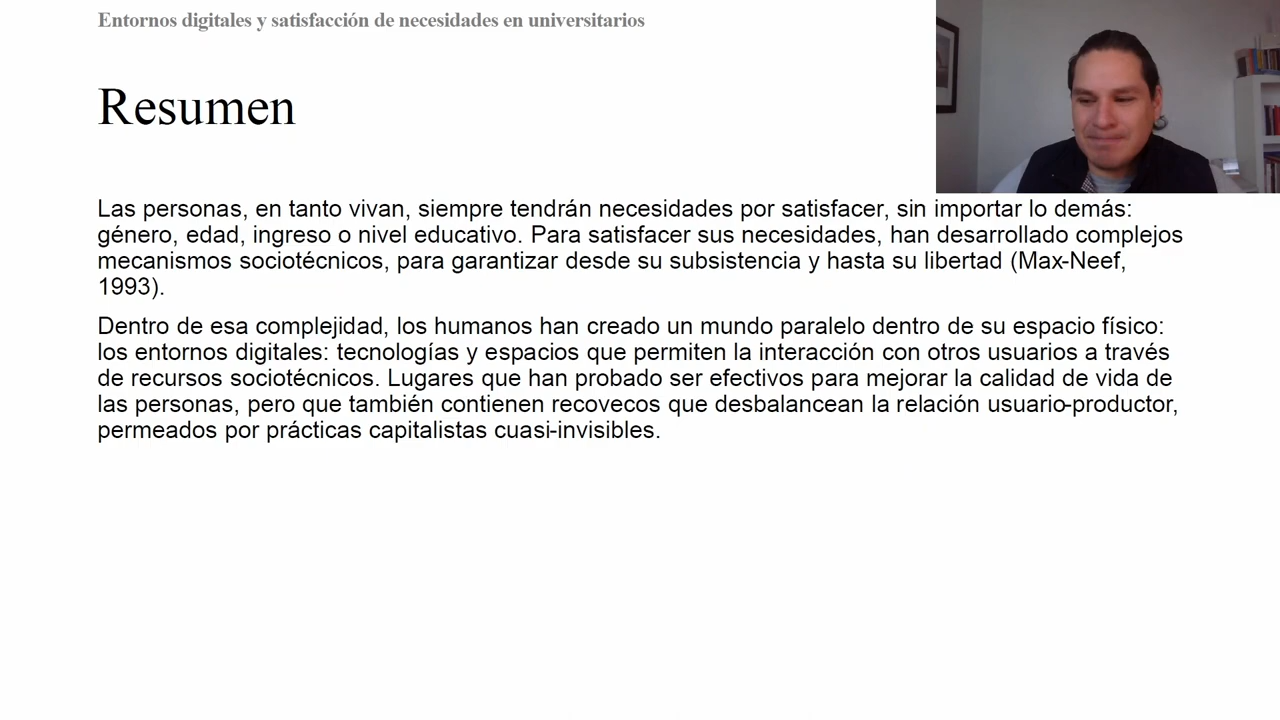 Entornos digitales y satisfacción de necesidades en universitarios
Resumen
Las personas, en tanto vivan, siempre tendrán necesidades por satisfacer, sin importar lo demás:
género, edad, ingreso o nivel educativo. Para satisfacer sus necesidades, han desarrollado complejos
mecanismos sociotécnicos, para garantizar desde su subsistencia y hasta su libertad (Max-Neef,
1993).
Dentro de esa complejidad, los humanos han creado un mundo paralelo dentro de su espacio físico:
los entornos digitales: tecnologías y espacios que permiten la interacción con otros usuarios a través
de recursos sociotécnicos. Lugares que han probado ser efectivos para mejorar la calidad de vida de
las personas, pero que también contienen recovecos que desbalancean la relación usuario-productor,
permeados por prácticas capitalistas cuasi-invisibles.